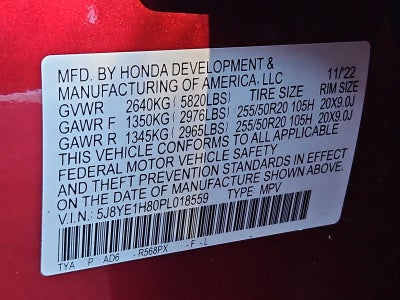 MFD. BY HONDA DEVELOPMENT &
MANUFACTURING OF AMERICA, LLC 11/'22
GVWR 2640KG ( 5820LBS) TIRE SIZE RIM SIZE
GAWR F 1350KG ( 2976LBS) 255/50R20 105H 20X9.0J
GAWR R 1345KG ( 2965LBS) 255/50R20 105H 20X9.0J
THIS VEHICLE CONFORMS TO ALL APPLICABLE
FEDERAL MOTOR VEHICLE SAFETY
AND THEFT PREVENTION STANDARDS IN EFFECT
ON THE DATE OF MANUFACTURE SHOWN ABOVE.
V.I.N.: 5J8YE1H80PL018559 TYPE: MPV
TYA P AD6 -R568PX -F-L